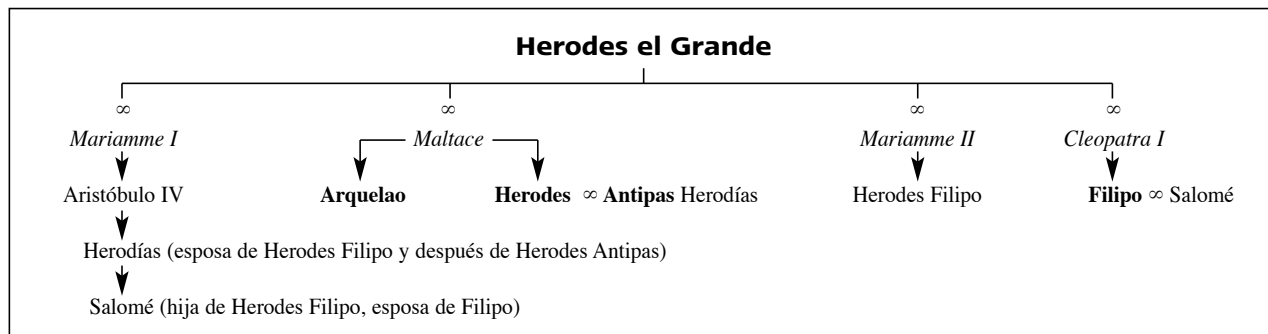 Herodes el Grande
∞ ∞ ∞ ∞
Mariamme I Maltace Mariamme II Cleopatra I
Aristóbulo IV Arquelao Herodes ∞ Antipas Herodías Herodes Filipo Filipo ∞ Salomé
Herodías (esposa de Herodes Filipo y después de Herodes Antipas)
Salomé (hija de Herodes Filipo, esposa de Filipo)